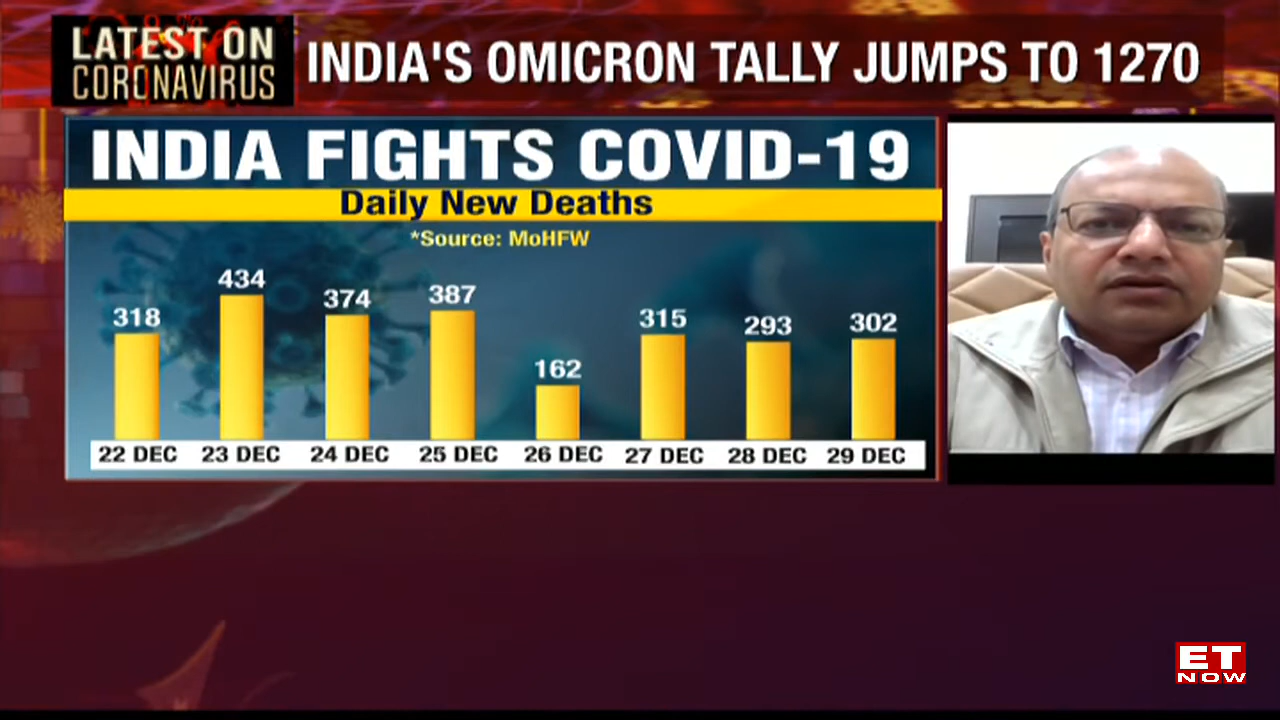 LATEST ON
CORONAVIRUS
INDIA'S OMICRON TALLY JUMPS TO 1270
INDIA FIGHTS COVID-19
Daily New Deaths
*Source: MoHFW
318 434 374 387 162 315 293 302
22 DEC 23 DEC 24 DEC 25 DEC 26 DEC 27 DEC 28 DEC 29 DEC
ET
NOW